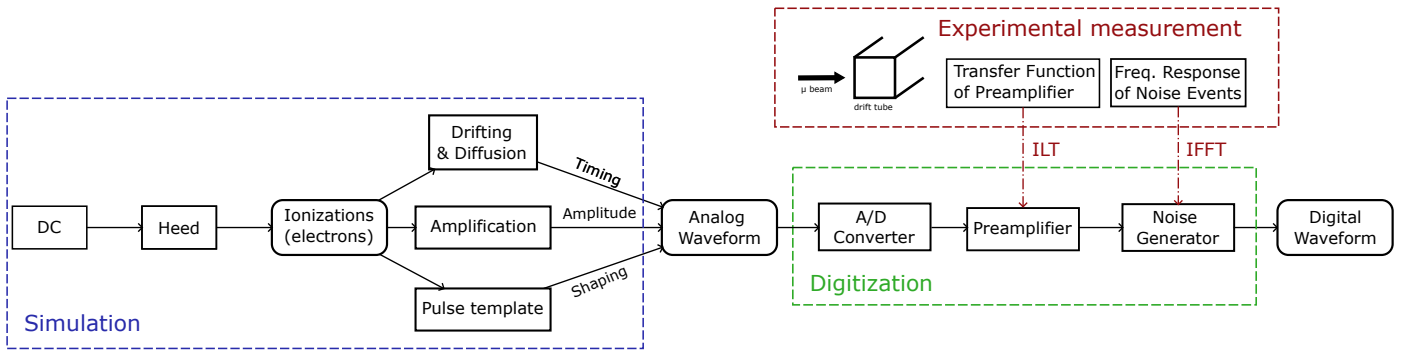 Experimental measurement
μ beam
drift tube
Transfer Function
of Preamplifier
Freq. Response
of Noise Events
ILT
IFFT
DC
Heed
Ionizations
(electrons)
Drifting
& Diffusion
Amplification
Pulse template
Timing
Amplitude
Shaping
Simulation
Analog
Waveform
A/D
Converter
Preamplifier
Noise
Generator
Digitization
Digital
Waveform